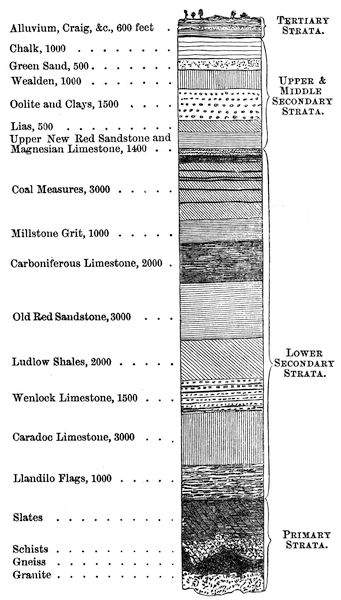 Alluvium, Craig, &c., 600 feet .
TERTIARY
STRATA.
Chalk, 1000 . . . . . .
Green Sand, 500 . . . .
Wealden, 1000 . . . . .
UPPER &
MIDDLE
SECONDARY
STRATA.
Oolite and Clays, 1500 . . .
Lias, 500 . . . . . .
Upper New Red Sandstone and
Magnesian Limestone, 1400 . .
Coal Measures, 3000 . . . . .
Millstone Grit, 1000 . . . . .
Carboniferous Limestone, 2000 .
Old Red Sandstone, 3000 . . .
Ludlow Shales, 2000 . . . .
LOWER
SECONDARY
STRATA.
Wenlock Limestone, 1500 . . .
Caradoc Limestone, 3000 . . .
Llandilo Flags, 1000 . . . . .
Slates . . . . . . . . .
PRIMARY
STRATA.
Schists . . . . . . . . .
Gneiss . . . . . . . . .
Granite . . . . . . . . .